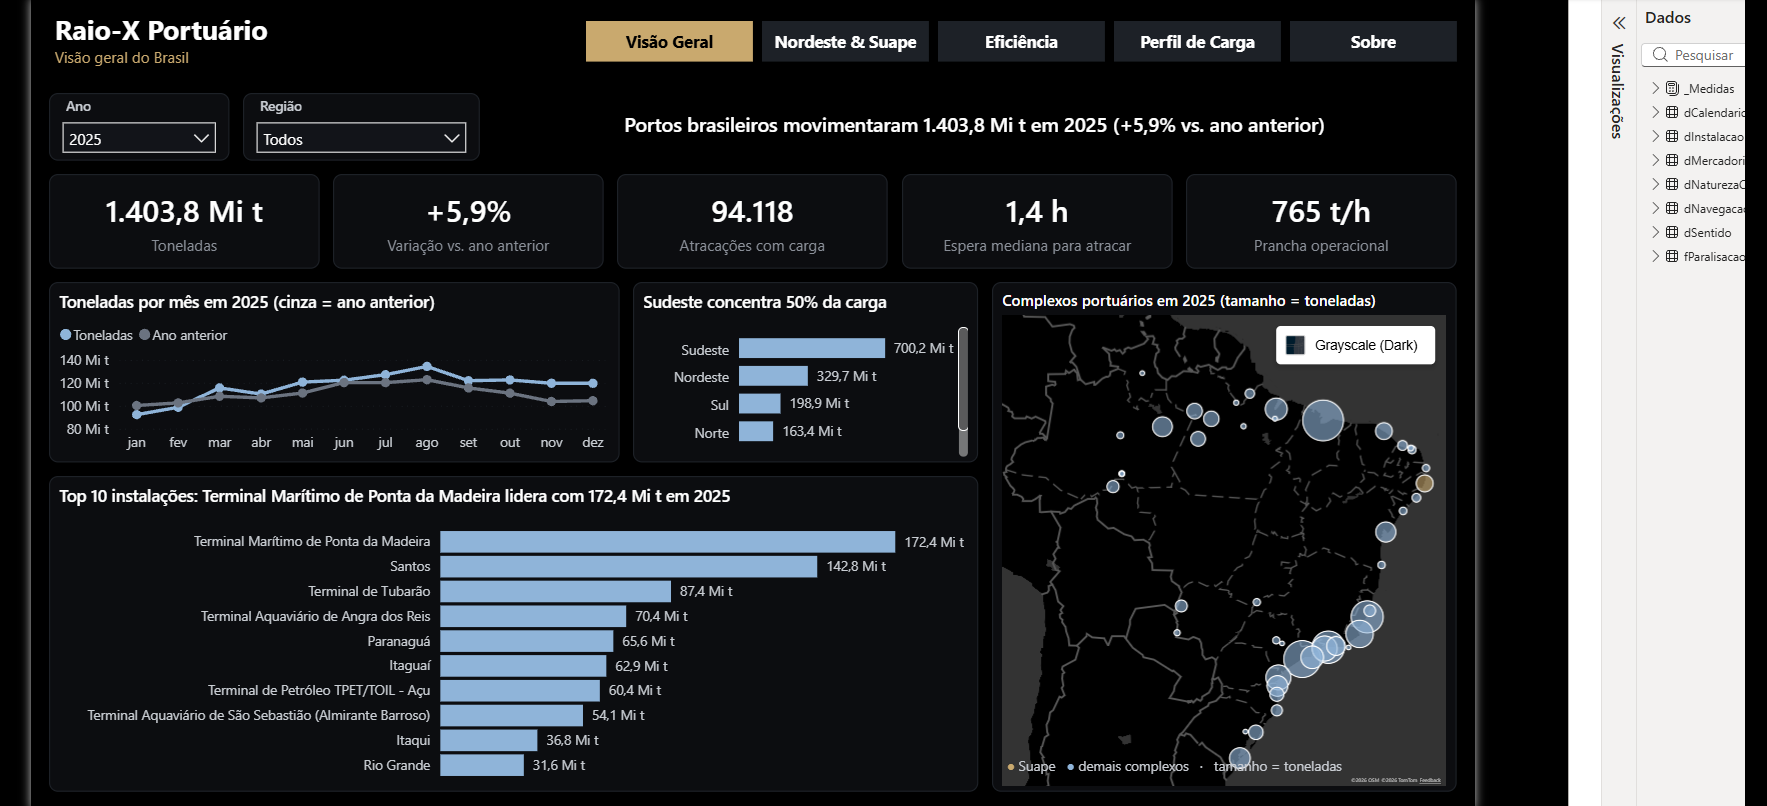 Raio-X Portuário
Visão geral do Brasil
Visão Geral
Nordeste & Suape
Eficiência
Perfil de Carga
Sobre
Ano
2025
Região
Todos
Portos brasileiros movimentaram 1.403,8 Mi t em 2025 (+5,9% vs. ano anterior)
1.403,8 Mi t
Toneladas
+5,9%
Variação vs. ano anterior
94.118
Atracações com carga
1,4 h
Espera mediana para atracar
765 t/h
Prancha operacional
Toneladas por mês em 2025 (cinza = ano anterior)
Toneladas
Ano anterior
140 Mi t
120 Mi t
100 Mi t
80 Mi t
jan fev mar abr mai jun jul ago set out nov dez
Sudeste concentra 50% da carga
Sudeste 700,2 Mi t
Nordeste 329,7 Mi t
Sul 198,9 Mi t
Norte 163,4 Mi t
Complexos portuários em 2025 (tamanho = toneladas)
Grayscale (Dark)
Suape
demais complexos · tamanho = toneladas
©2026 OSM ©2026 TomTom Feedback
Top 10 instalações: Terminal Marítimo de Ponta da Madeira lidera com 172,4 Mi t em 2025
Terminal Marítimo de Ponta da Madeira 172,4 Mi t
Santos 142,8 Mi t
Terminal de Tubarão 87,4 Mi t
Terminal Aquaviário de Angra dos Reis 70,4 Mi t
Paranaguá 65,6 Mi t
Itaguaí 62,9 Mi t
Terminal de Petróleo TPET/TOIL - Açu 60,4 Mi t
Terminal Aquaviário de São Sebastião (Almirante Barroso) 54,1 Mi t
Itaqui 36,8 Mi t
Rio Grande 31,6 Mi t
Visualizações
Dados
Pesquisar
_Medidas
dCalendario
dInstalacao
dMercadori
dNaturezaC
dNavegacao
dSentido
fParalisacao